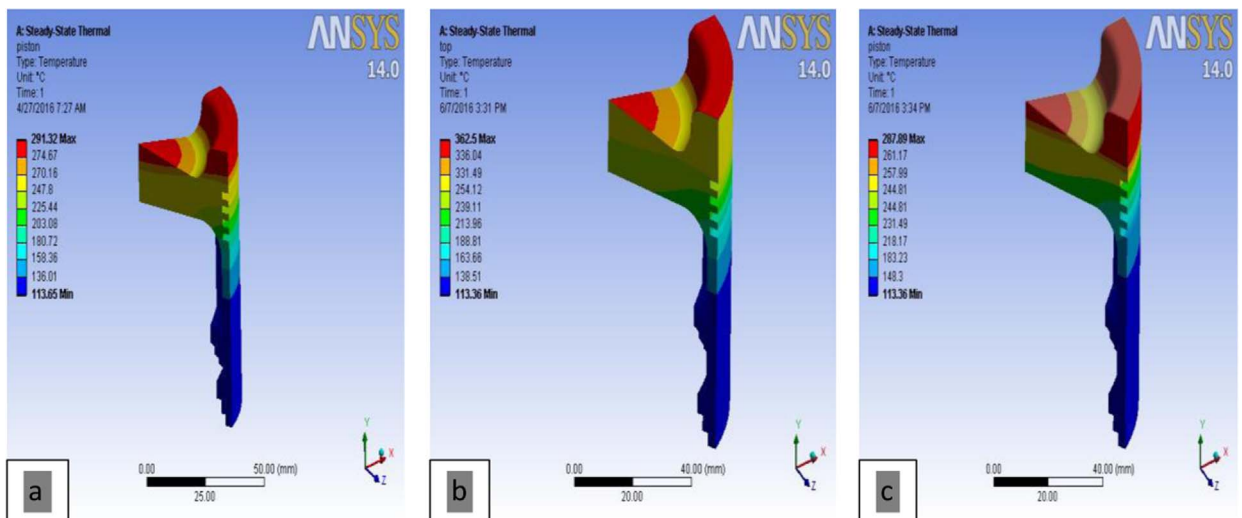 A: Steady-State Thermal
piston
Type: Temperature
Unit: °C
Time: 1
4/27/2016 7:27 AM
291.32 Max
274.67
270.16
247.8
225.44
203.08
180.72
158.36
136.01
113.65 Min
ANSYS
14.0
0.00
50.00 (mm)
25.00
Y
X
Z
a
A: Steady-State Thermal
top
Type: Temperature
Unit: °C
Time: 1
6/7/2016 3:31 PM
362.5 Max
336.04
331.49
254.12
239.11
213.96
188.81
163.66
138.51
113.36 Min
ANSYS
14.0
0.00
40.00 (mm)
20.00
Y
X
Z
b
A: Steady-State Thermal
piston
Type: Temperature
Unit: °C
Time: 1
6/7/2016 3:34 PM
287.89 Max
261.17
257.99
244.81
244.81
231.49
218.17
183.23
148.3
113.36 Min
ANSYS
14.0
0.00
40.00 (mm)
20.00
Y
X
Z
c